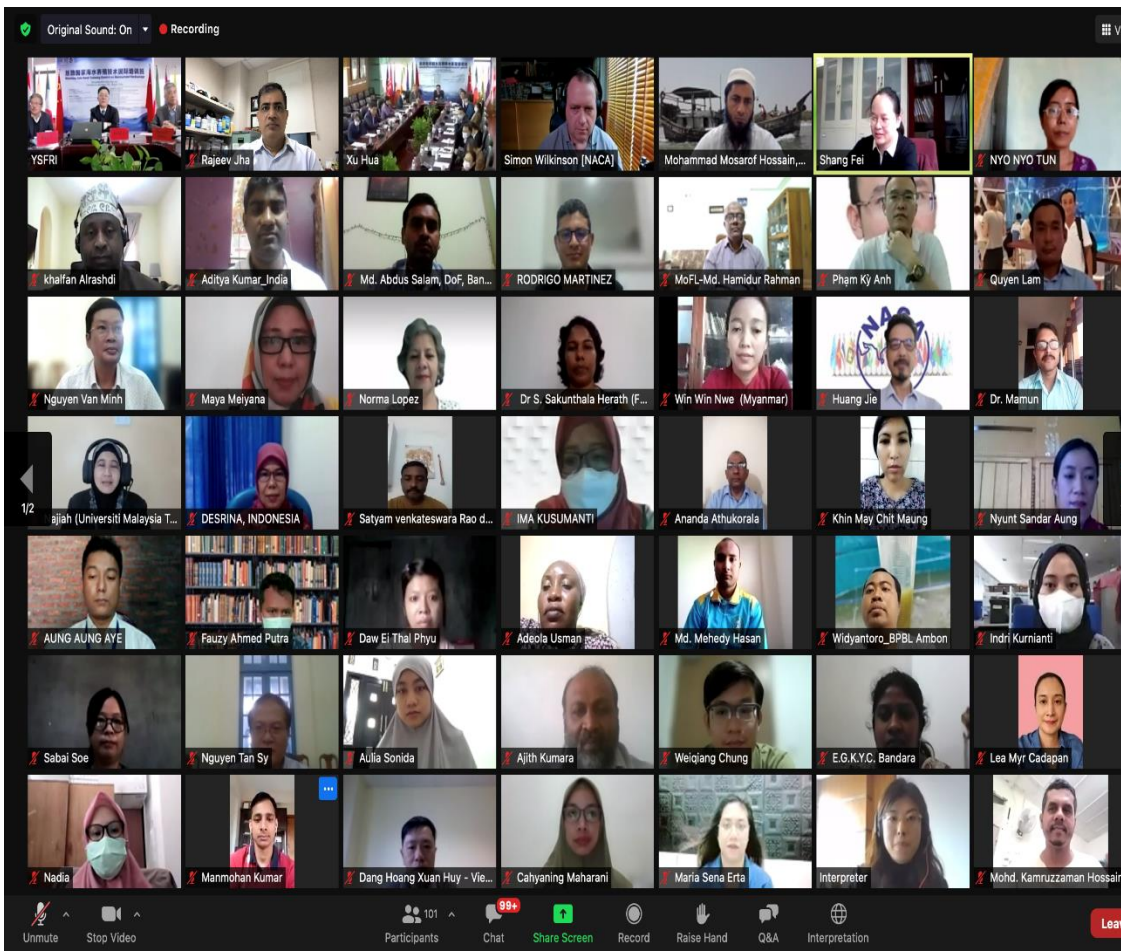 Original Sound: On
Recording
V
YSFRI
Rajeev Jha
Xu Hua
Simon Wilkinson [NACA]
Mohammad Mosarof Hossain,...
Shang Fei
NYO NYO TUN
khalfan Alrashdi
Aditya Kumar_India
Md. Abdus Salam, DoF, Ban...
RODRIGO MARTINEZ
MoFL-Md. Hamidur Rahman
Phạm Kỳ Anh
Quyen Lam
Nguyen Van Minh
Maya Meiyana
Norma Lopez
Dr S. Sakunthala Herath (F...
Win Win Nwe (Myanmar)
NACA
Huang Jie
Dr. Mamun
1/2
ajiah (Universiti Malaysia T...
DESRINA, INDONESIA
Satyam venkateswara Rao d...
IMA KUSUMANTI
Ananda Athukorala
Khin May Chit Maung
Nyunt Sandar Aung
AUNG AUNG AYE
Fauzy Ahmed Putra
Daw Ei Thal Phyu
Adeola Usman
Md. Mehedy Hasan
Widyantoro_BPBL Ambon
Indri Kurnianti
Sabai Soe
Nguyen Tan Sy
Aulia Sonida
Ajith Kumara
Weiqiang Chung
E.G.K.Y.C. Bandara
Lea Myr Cadapan
Nadia
Manmohan Kumar
Dang Hoang Xuan Huy - Vie...
Cahyaning Maharani
Maria Sena Erta
Interpreter
Mohd. Kamruzzaman Hossain
Unmute
Stop Video
101
Participants
99+
Chat
Share Screen
Record
Raise Hand
Q&A
Interpretation
Leav